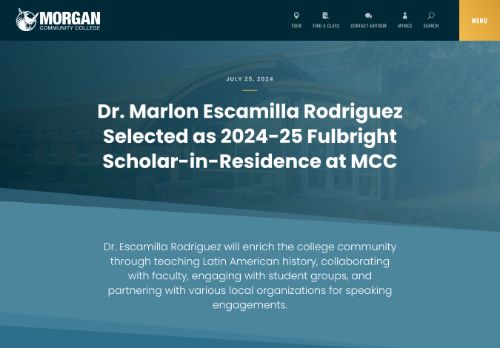 MORGAN
COMMUNITY COLLEGE
TOUR
FIND A CLASS
CONTACT ADVISOR
MYMCC
SEARCH
MENU
JULY 25, 2024
Dr. Marlon Escamilla Rodriguez
Selected as 2024-25 Fulbright
Scholar-in-Residence at MCC
Dr. Escamilla Rodriguez will enrich the college community
through teaching Latin American history, collaborating
with faculty, engaging with student groups, and
partnering with various local organizations for speaking
engagements.